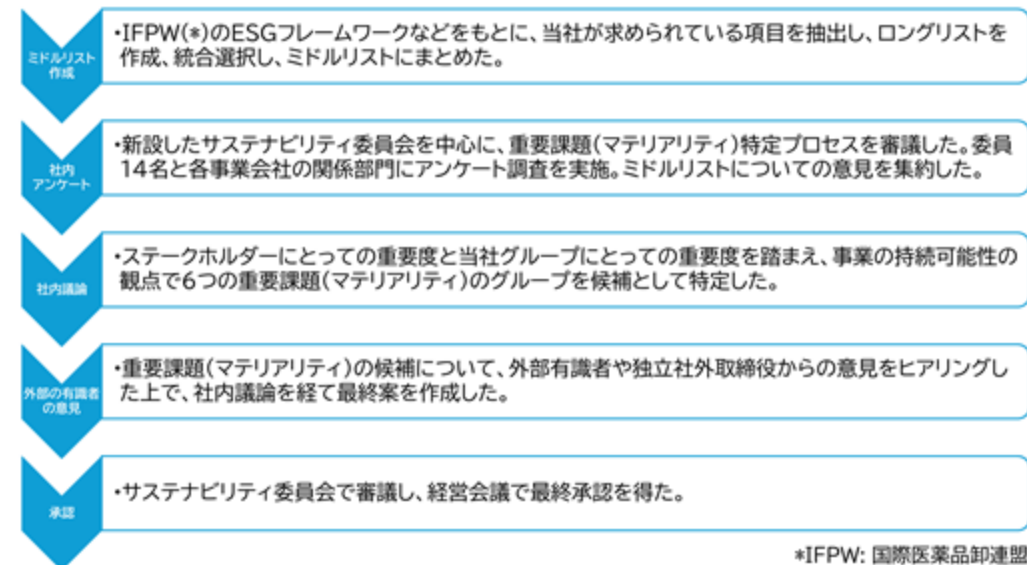 ミドルリスト
作成
・IFPW(*)のESGフレームワークなどをもとに、当社が求められている項目を抽出し、ロングリストを
作成、統合選択し、ミドルリストにまとめた。
社内
アンケート
・新設したサステナビリティ委員会を中心に、重要課題(マテリアリティ)特定プロセスを審議した。委員
14名と各事業会社の関係部門にアンケート調査を実施。ミドルリストについての意見を集約した。
社内議論
・ステークホルダーにとっての重要度と当社グループにとっての重要度を踏まえ、事業の持続可能性の
観点で6つの重要課題(マテリアリティ)のグループを候補として特定した。
外部の有識者
の意見
・重要課題(マテリアリティ)の候補について、外部有識者や独立社外取締役からの意見をヒアリングし
た上で、社内議論を経て最終案を作成した。
承認
・サステナビリティ委員会で審議し、経営会議で最終承認を得た。
*IFPW: 国際医薬品卸連盟